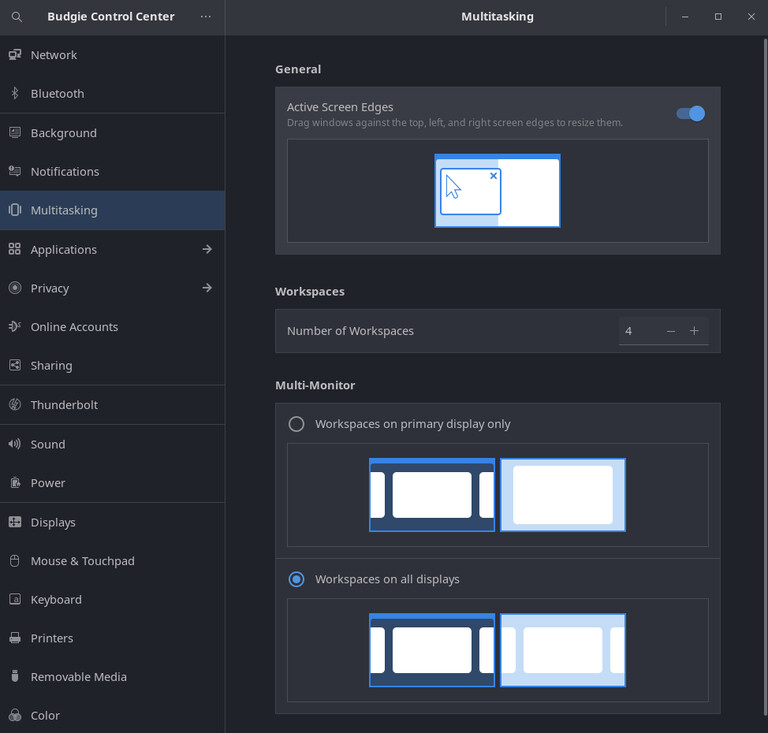 Budgie Control Center
Multitasking
Network
Bluetooth
Background
Notifications
Multitasking
Applications
Privacy
Online Accounts
Sharing
Thunderbolt
Sound
Power
Displays
Mouse & Touchpad
Keyboard
Printers
Removable Media
Color
General
Active Screen Edges
Drag windows against the top, left, and right screen edges to resize them.
Workspaces
Number of Workspaces
4
Multi-Monitor
Workspaces on primary display only
Workspaces on all displays